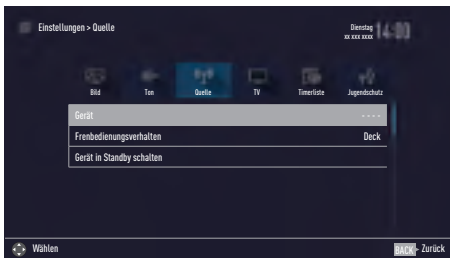 Einstellungen > Quelle
Dienstag
xx xxx xxxx
14:00
Bild Ton Quelle TV Timerliste Jugendschutz
Gerät - - - -
Frenbedienungsverhalten Deck
Gerät in Standby schalten
Wählen
BACK - Zurück